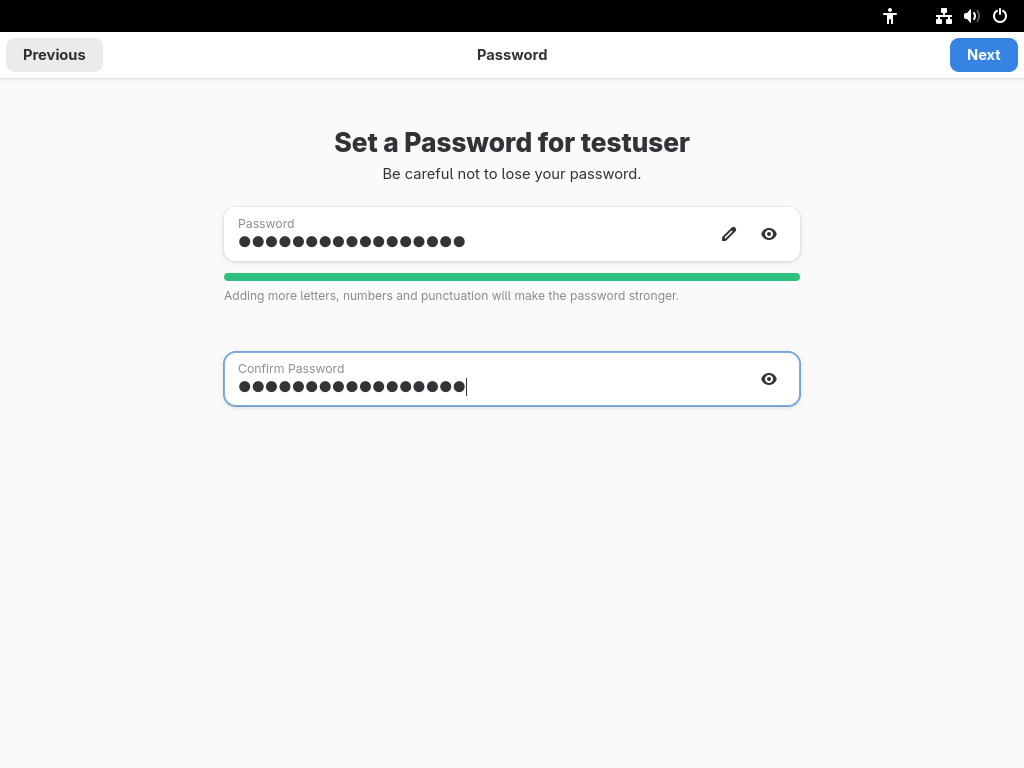 Previous
Password
Next
Set a Password for testuser
Be careful not to lose your password.
Password
●●●●●●●●●●●●●●●●●
Adding more letters, numbers and punctuation will make the password stronger.
Confirm Password
●●●●●●●●●●●●●●●●●